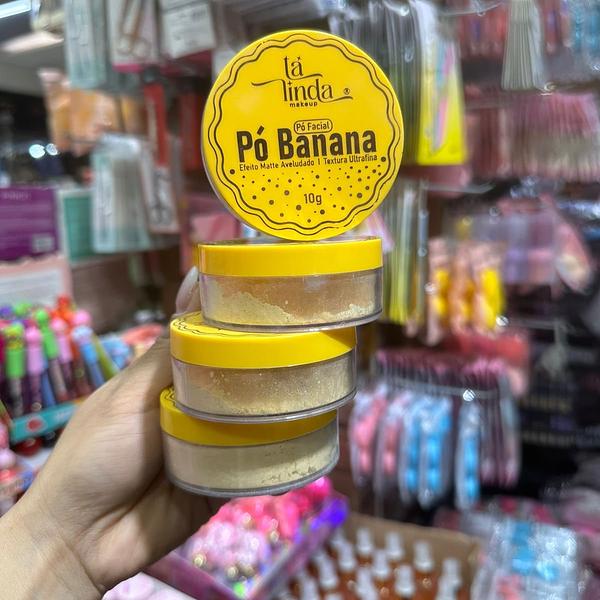 tá
linda ®
makeup
Pó Facial
Pó Banana
Efeito Matte Aveludado | Textura Ultrafina
10g